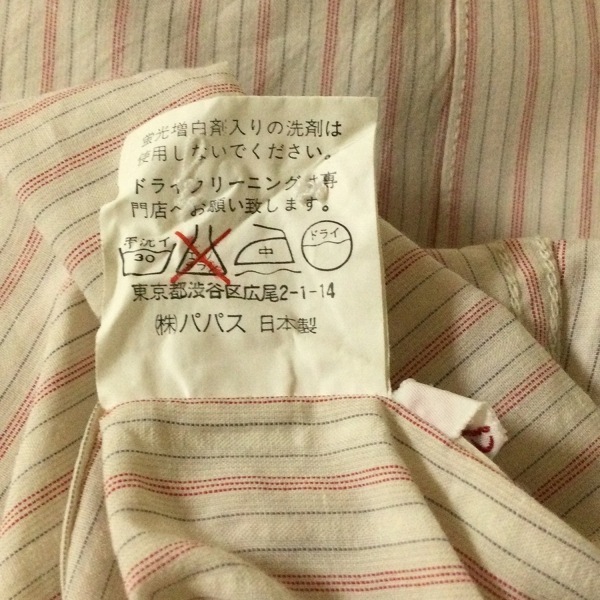 蛍光増白剤入りの洗剤は
使用しないでください。
ドライクリーニングは専
門店へお願い致します。
手洗イ 30 中 ドライ
東京都渋谷区広尾2-1-14
㈱パパス 日本製